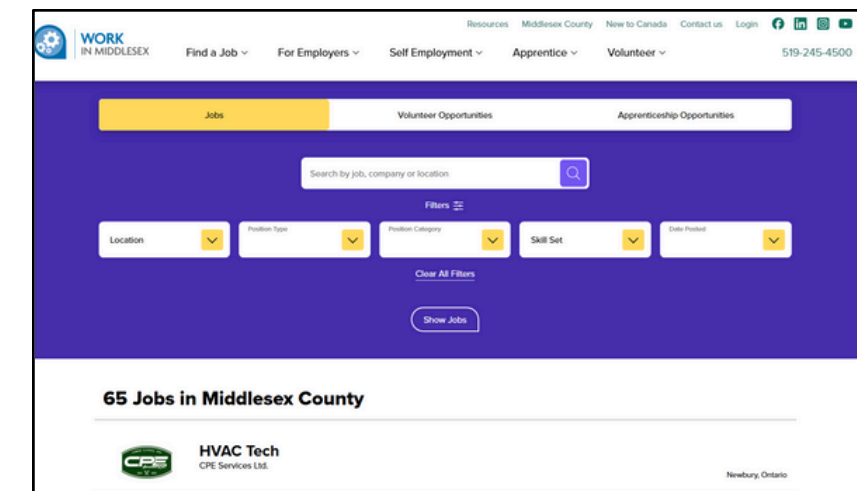 Resources Middlesex County New to Canada Contact us Login
WORK
IN MIDDLESEX
Find a Job For Employers Self Employment Apprentice Volunteer 519-245-4500
Jobs Volunteer Opportunities Apprenticeship Opportunities
Search by job, company or location
Filters
Location Position Type Position Category Skill Set Date Posted
Clear All Filters
Show Jobs
65 Jobs in Middlesex County
CPE
HVAC Tech
CPE Services Ltd.
Newbury, Ontario